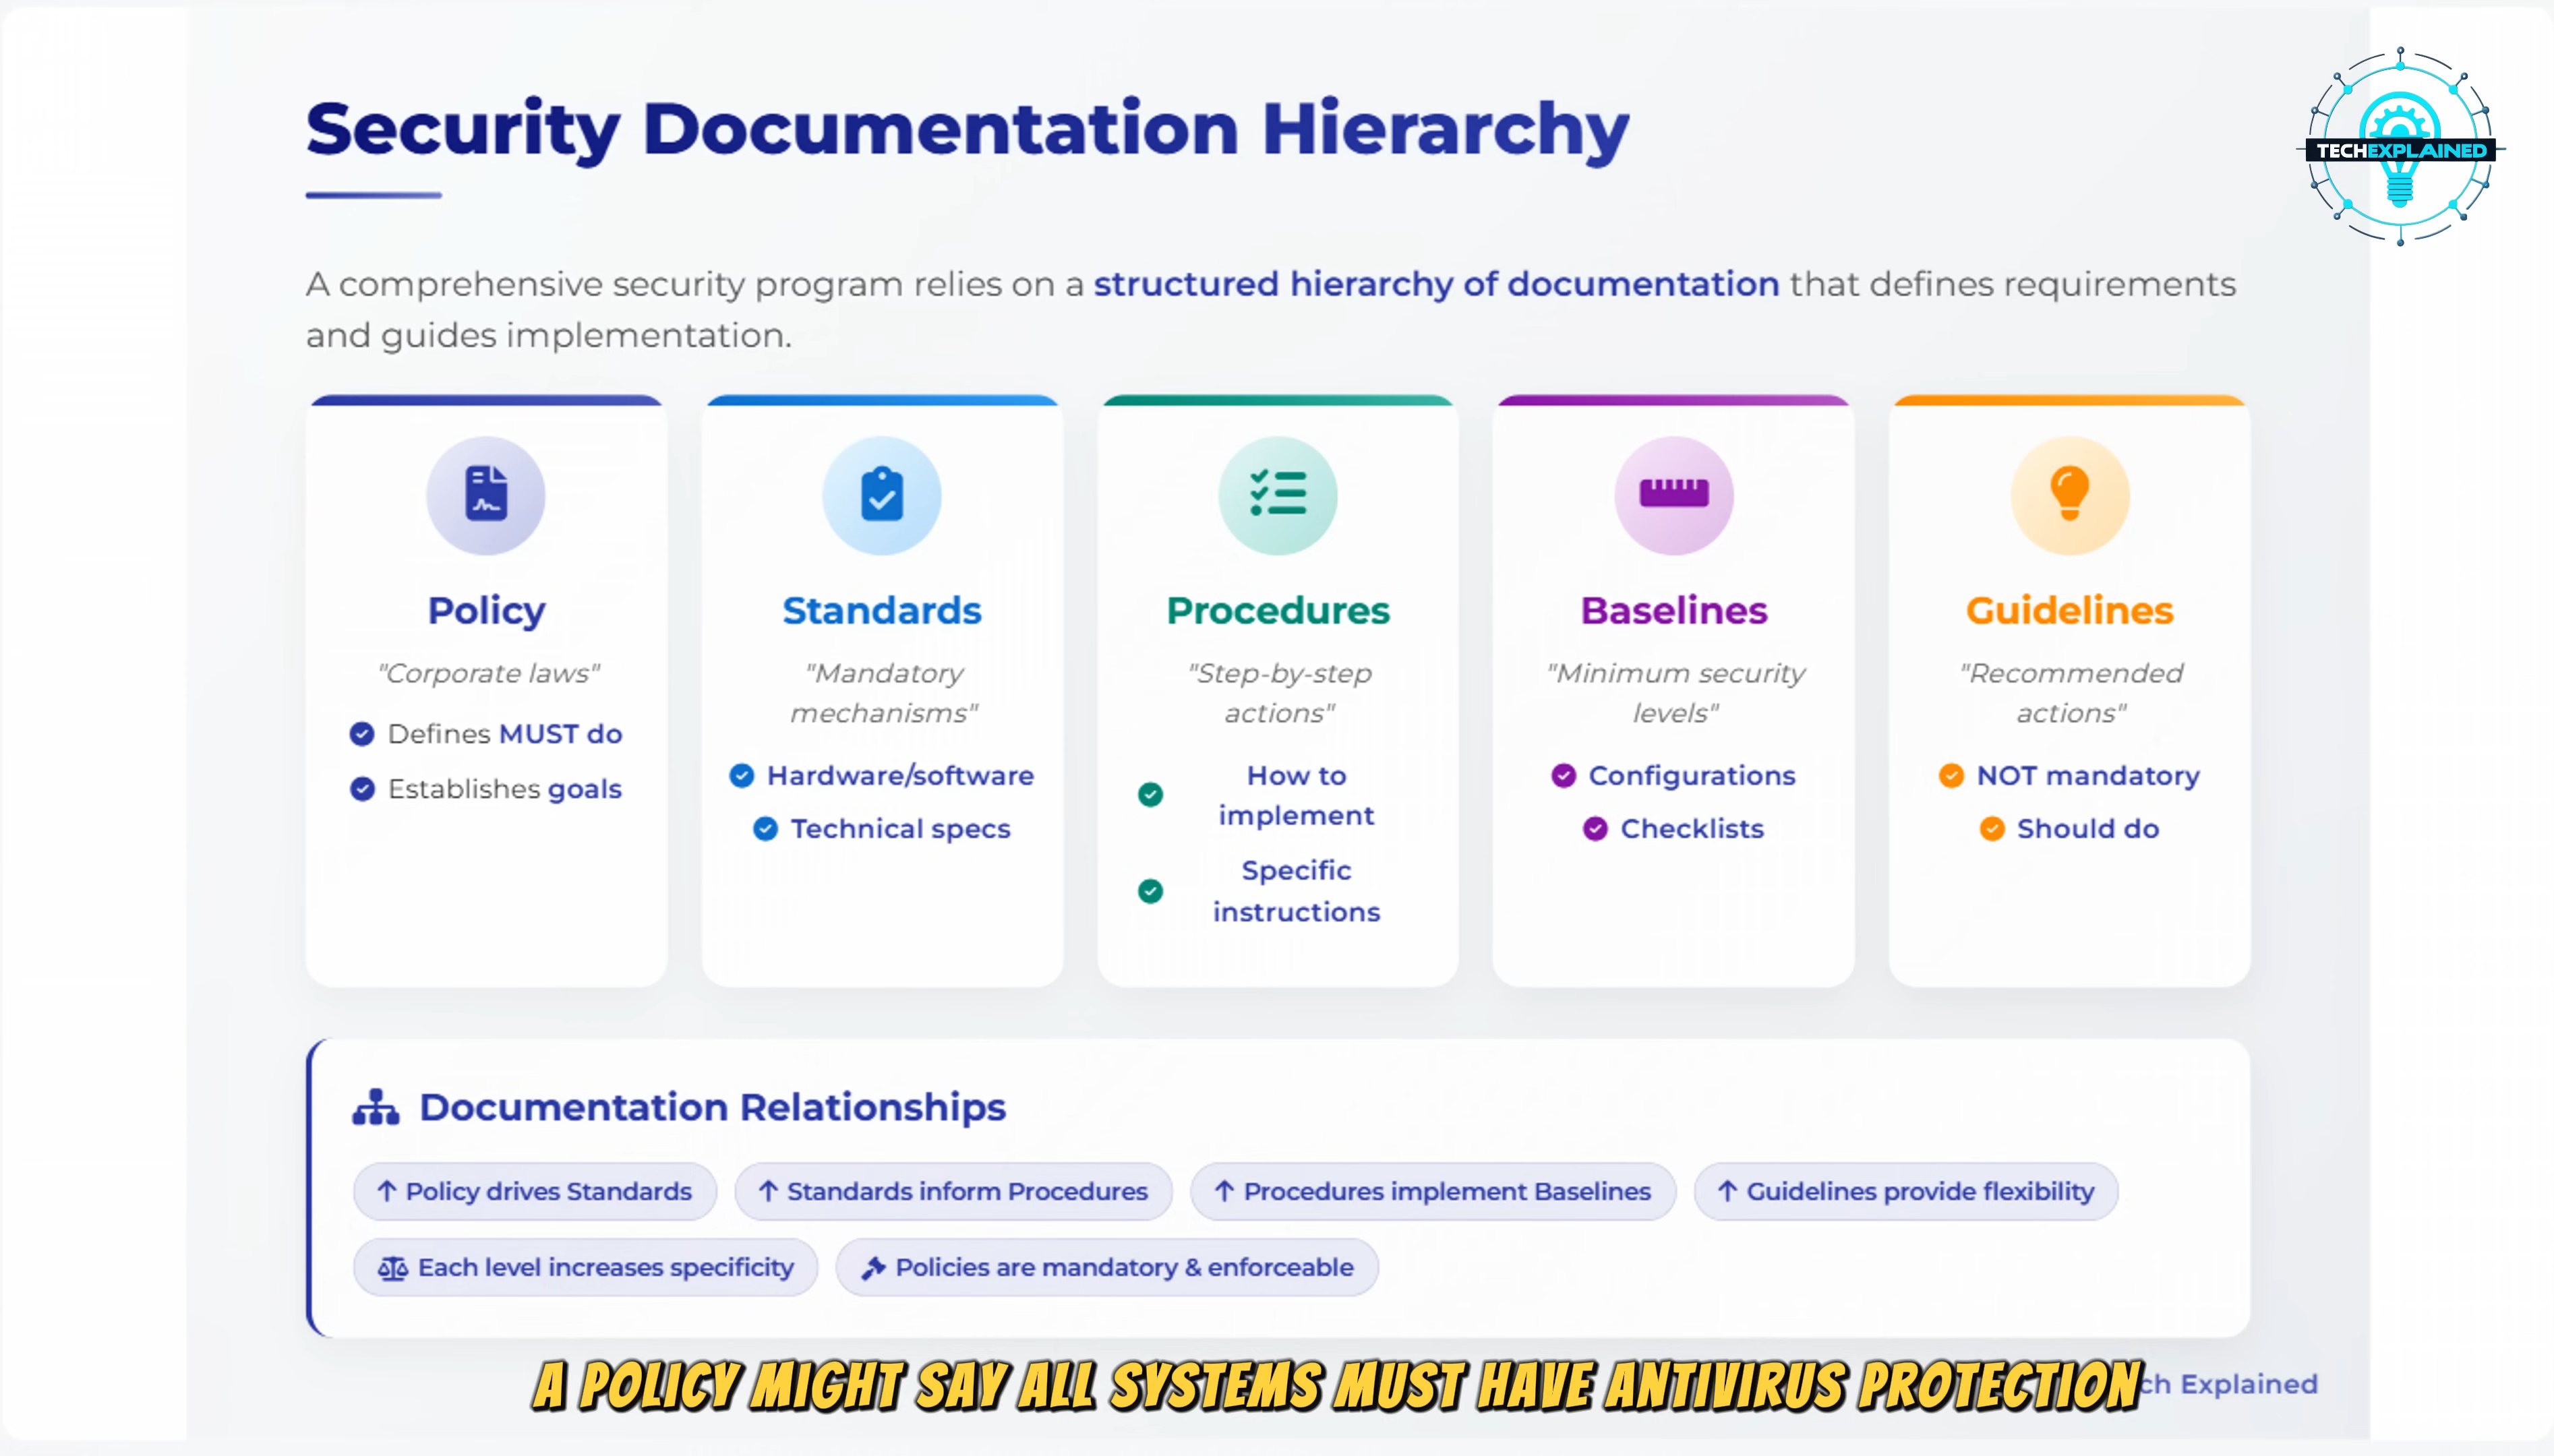 Security Documentation Hierarchy
TECHEXPLAINED
A comprehensive security program relies on a structured hierarchy of documentation that defines requirements
and guides implementation.
Policy
"Corporate laws"
Defines MUST do
Establishes goals
Standards
"Mandatory
mechanisms"
Hardware/software
Technical specs
Procedures
"Step-by-step
actions"
How to
implement
Specific
instructions
Baselines
"Minimum security
levels"
Configurations
Checklists
Guidelines
"Recommended
actions"
NOT mandatory
Should do
Documentation Relationships
↑ Policy drives Standards
↑ Standards inform Procedures
↑ Procedures implement Baselines
↑ Guidelines provide flexibility
Each level increases specificity
Policies are mandatory & enforceable
A POLICY MIGHT SAY ALL SYSTEMS MUST HAVE ANTIVIRUS PROTECTION
Explained